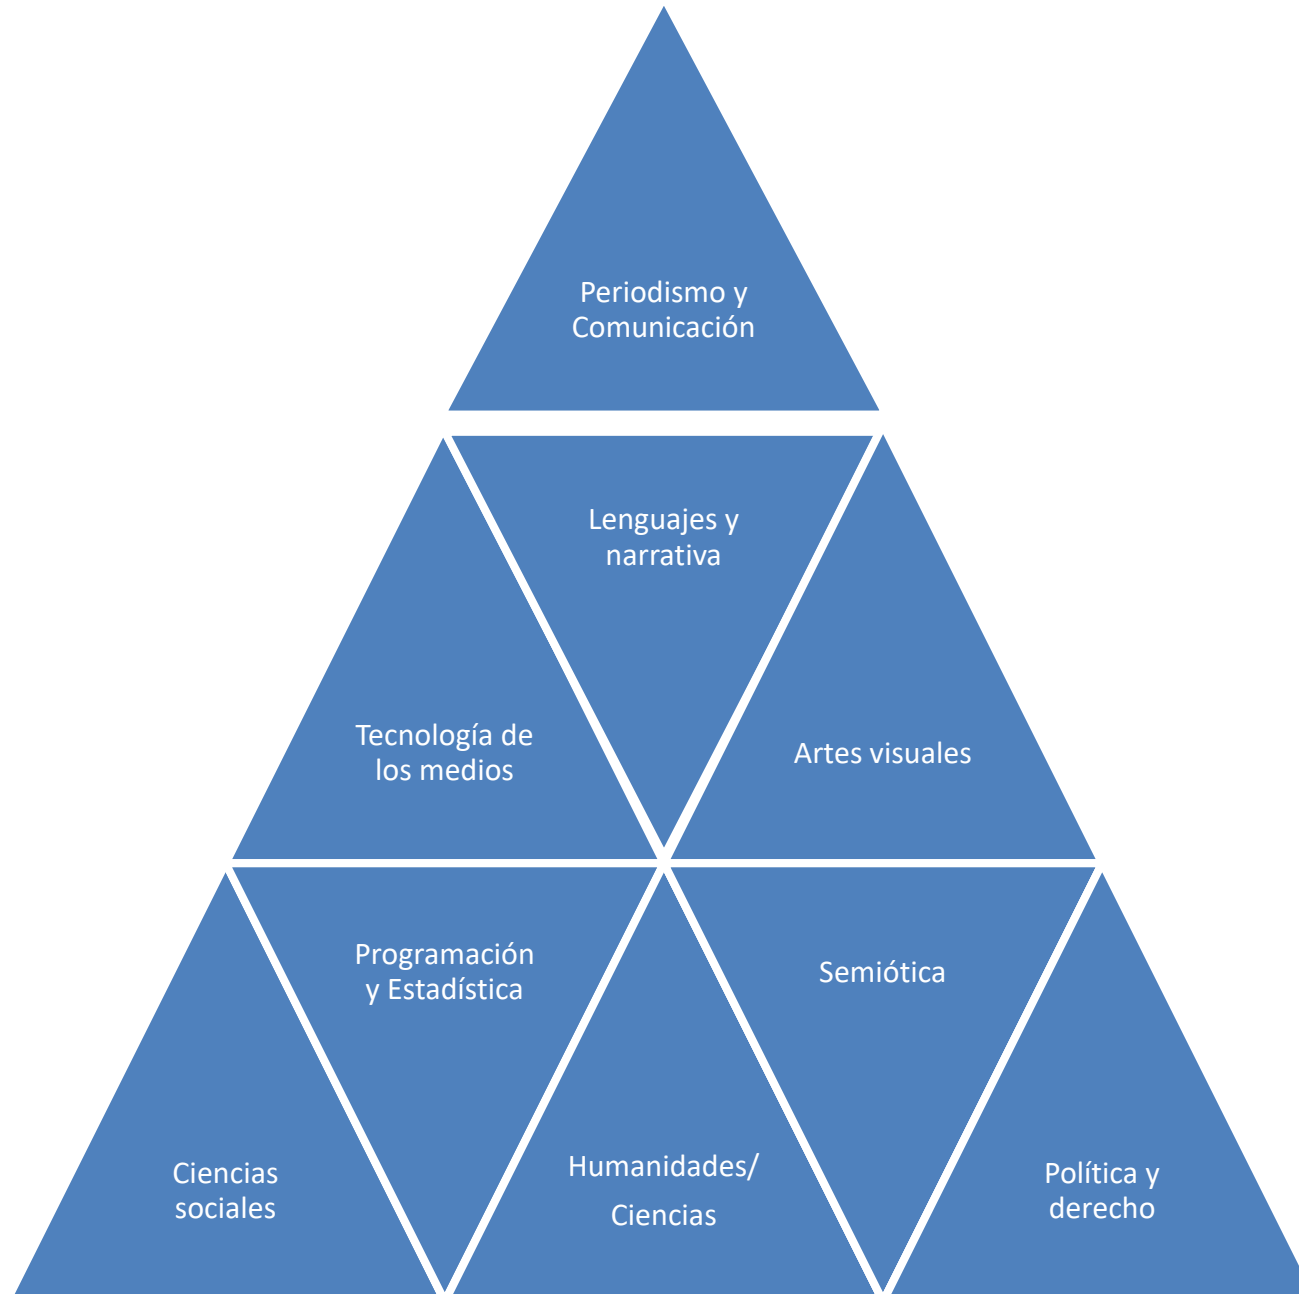 Periodismo y
Comunicación
Lenguajes y
narrativa
Tecnología de
los medios
Artes visuales
Programación
y Estadística
Semiótica
Ciencias
sociales
Humanidades/
Ciencias
Política y
derecho